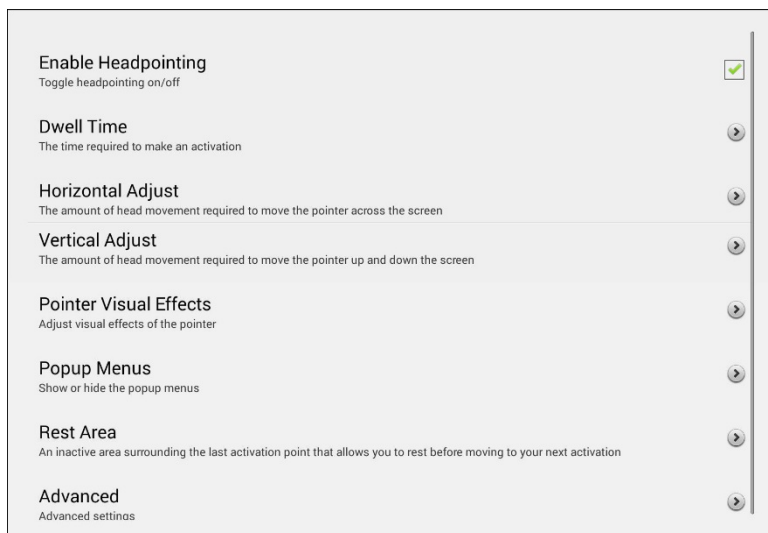 Enable Headpointing
Toggle headpointing on/off
Dwell Time
The time required to make an activation
Horizontal Adjust
The amount of head movement required to move the pointer across the screen
Vertical Adjust
The amount of head movement required to move the pointer up and down the screen
Pointer Visual Effects
Adjust visual effects of the pointer
Popup Menus
Show or hide the popup menus
Rest Area
An inactive area surrounding the last activation point that allows you to rest before moving to your next activation
Advanced
Advanced settings